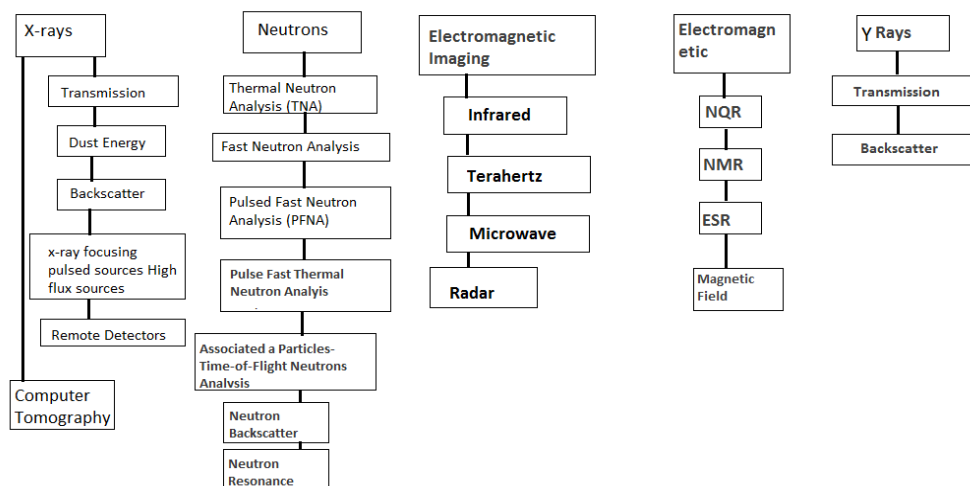 X-rays
Transmission
Dust Energy
Backscatter
x-ray focusing
pulsed sources High
flux sources
Remote Detectors
Computer
Tomography
Neutrons
Thermal Neutron
Analysis (TNA)
Fast Neutron Analysis
Pulsed Fast Neutron
Analysis (PFNA)
Pulse Fast Thermal
Neutron Analyis
Associated a Particles-
Time-of-Flight Neutrons
Analysis
Neutron
Backscatter
Neutron
Resonance
Electromagnetic
Imaging
Infrared
Terahertz
Microwave
Radar
Electromagn
etic
NQR
NMR
ESR
Magnetic
Field
γ Rays
Transmission
Backscatter